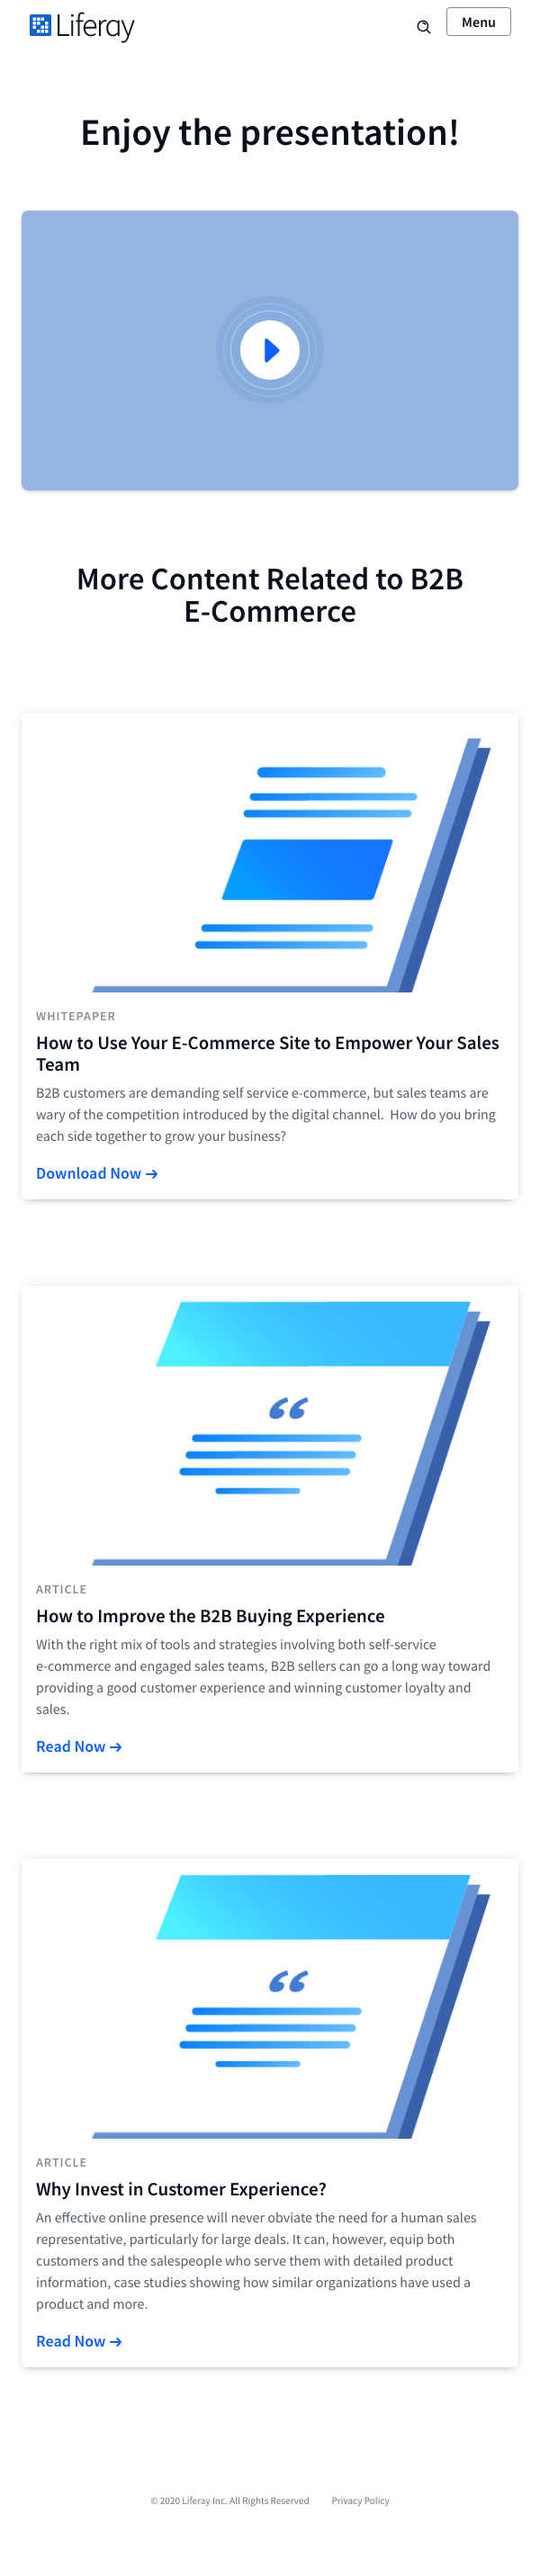 Liferay
Menu
Enjoy the presentation!
More Content Related to B2B
E-Commerce
WHITEPAPER
How to Use Your E-Commerce Site to Empower Your Sales
Team
B2B customers are demanding self service e-commerce, but sales teams are
wary of the competition introduced by the digital channel.  How do you bring
each side together to grow your business?
Download Now →
“
ARTICLE
How to Improve the B2B Buying Experience
With the right mix of tools and strategies involving both self-service
e-commerce and engaged sales teams, B2B sellers can go a long way toward
providing a good customer experience and winning customer loyalty and
sales.
Read Now →
“
ARTICLE
Why Invest in Customer Experience?
An effective online presence will never obviate the need for a human sales
representative, particularly for large deals. It can, however, equip both
customers and the salespeople who serve them with detailed product
information, case studies showing how similar organizations have used a
product and more.
Read Now →
© 2020 Liferay Inc. All Rights Reserved Privacy Policy